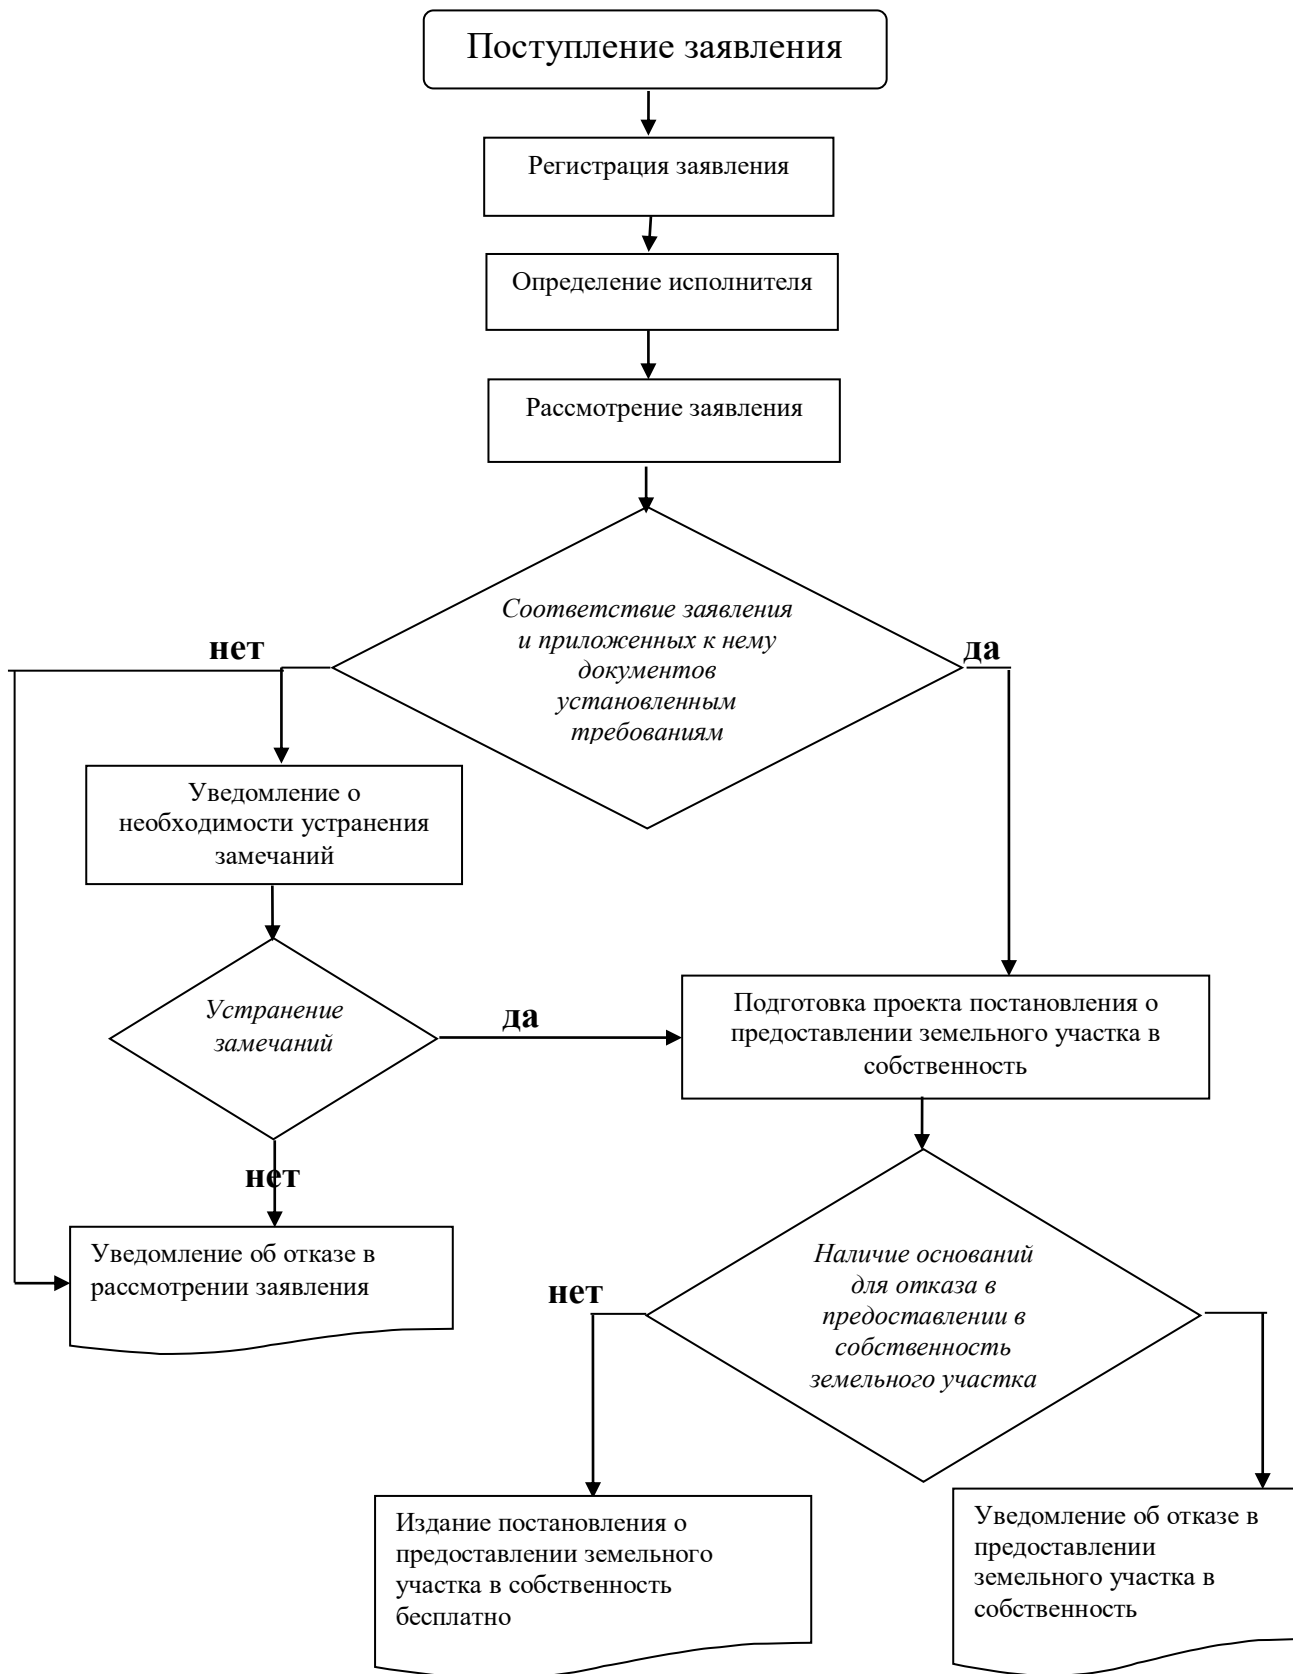 Поступление заявления
Регистрация заявления
Определение исполнителя
Рассмотрение заявления
Соответствие заявления
и приложенных к нему
документов
установленным
требованиям
нет
да
Уведомление о
необходимости устранения
замечаний
Устранение
замечаний
да
Подготовка проекта постановления о
предоставлении земельного участка в
собственность
нет
Уведомление об отказе в
рассмотрении заявления
Наличие оснований
для отказа в
предоставлении в
собственность
земельного участка
нет
Издание постановления о
предоставлении земельного
участка в собственность
бесплатно
Уведомление об отказе в
предоставлении
земельного участка в
собственность